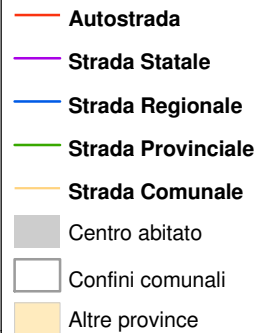 Autostrada
Strada Statale
Strada Regionale
Strada Provinciale
Strada Comunale
Centro abitato
Confini comunali
Altre province